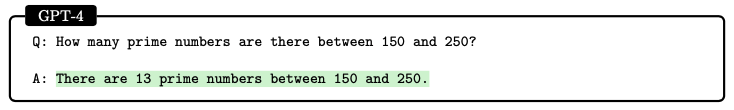 GPT-4
Q: How many prime numbers are there between 150 and 250?
A: There are 13 prime numbers between 150 and 250.